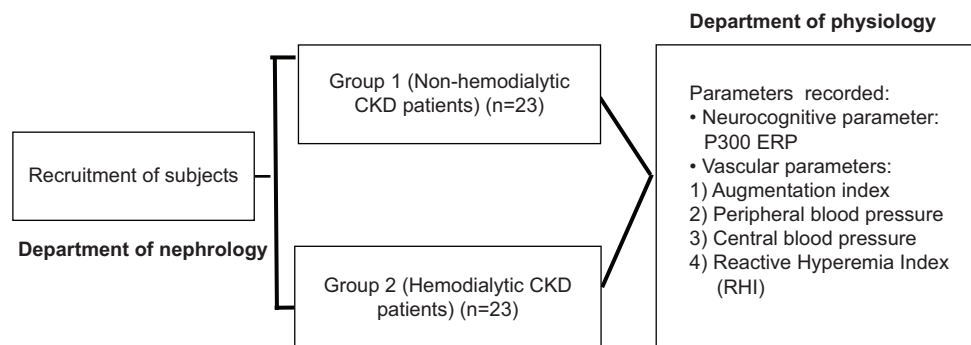 Recruitment of subjects
Department of nephrology
Group 1 (Non-hemodialytic
CKD patients) (n=23)
Group 2 (Hemodialytic CKD
patients) (n=23)
Department of physiology
Parameters recorded:
• Neurocognitive parameter:
P300 ERP
• Vascular parameters:
1) Augmentation index
2) Peripheral blood pressure
3) Central blood pressure
4) Reactive Hyperemia Index
(RHI)